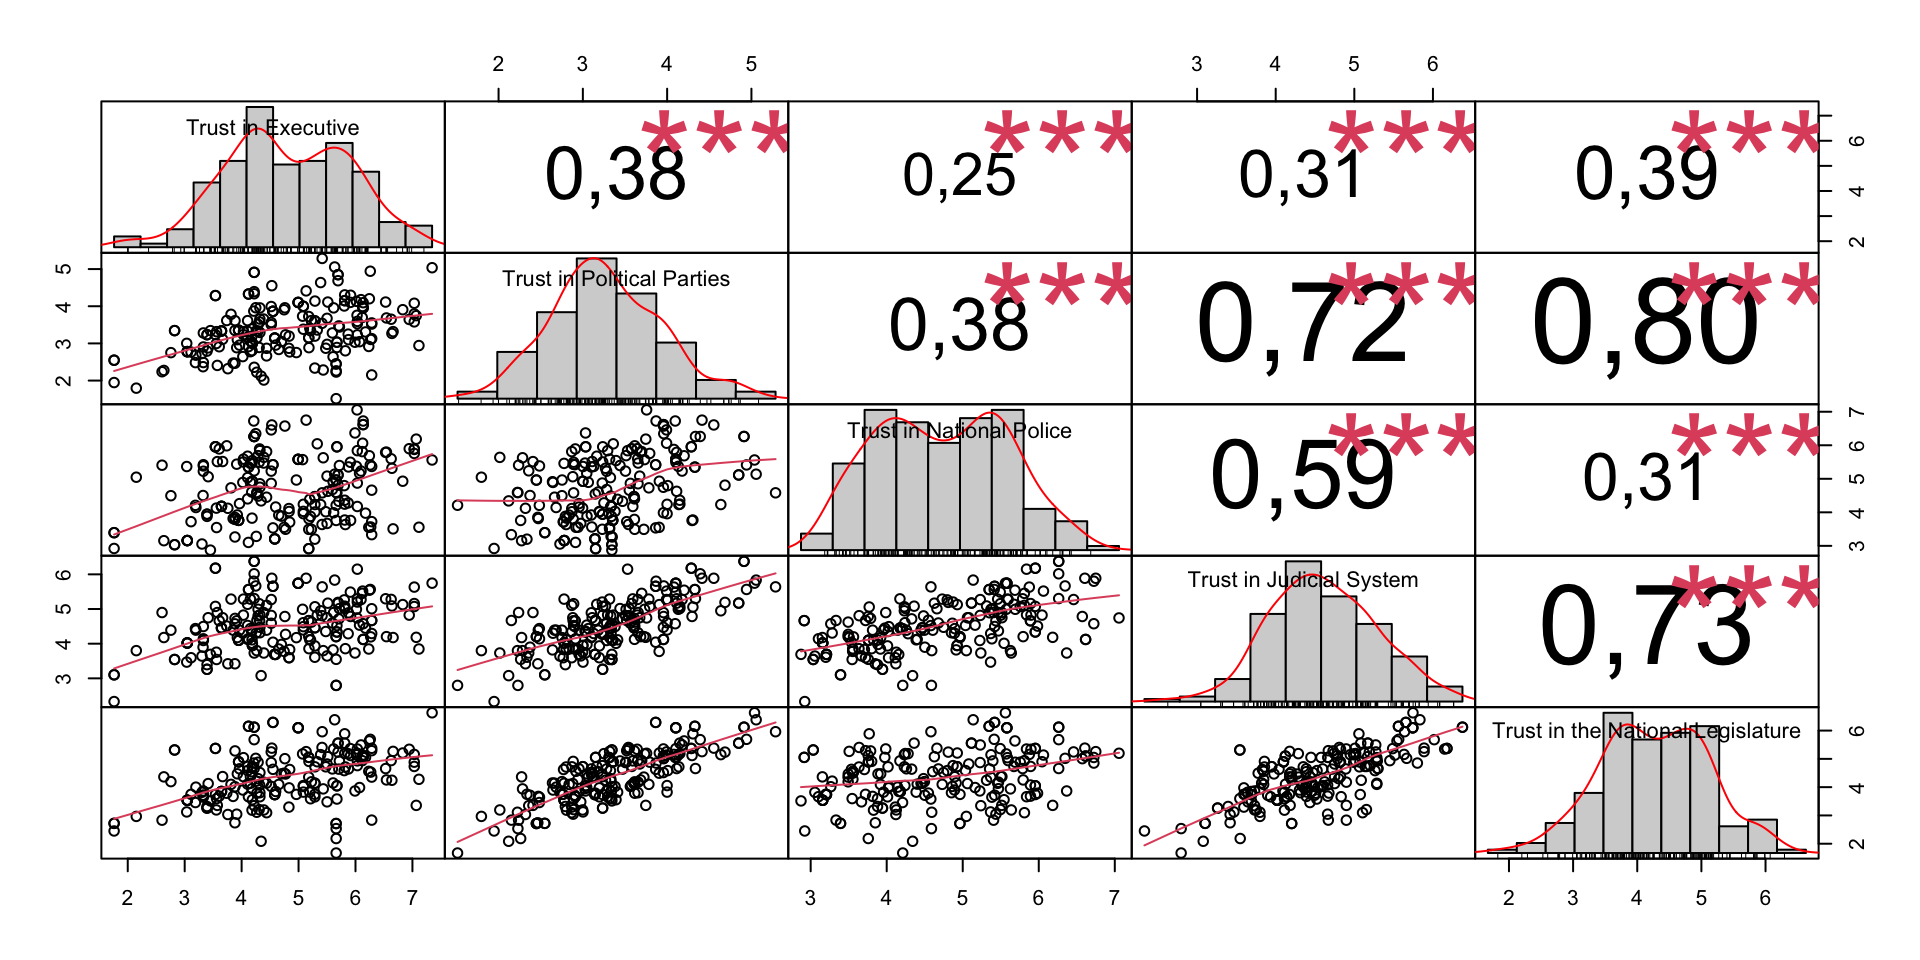 2 3 4 5 3 4 5 6
Trust in Executive 0,38 *** 0,25 *** 0,31 *** 0,39 *** 2 4 6
2 3 4 5 Trust in Political Parties 0,38 *** 0,72 *** 0,80 ***
Trust in National Police 0,59 *** 0,31 *** 3 4 5 6 7
3 4 5 6 Trust in Judicial System 0,73 ***
Trust in the National Legislature 2 4 6
2 3 4 5 6 7 3 4 5 6 7 2 3 4 5 6